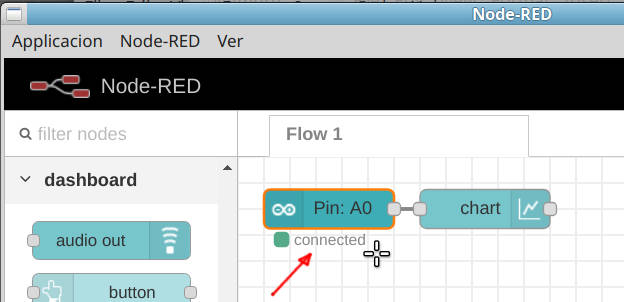 Node-RED
Applicacion Node-RED Ver
Node-RED
filter nodes
Flow 1
dashboard
Pin: A0
chart
connected
audio out
button